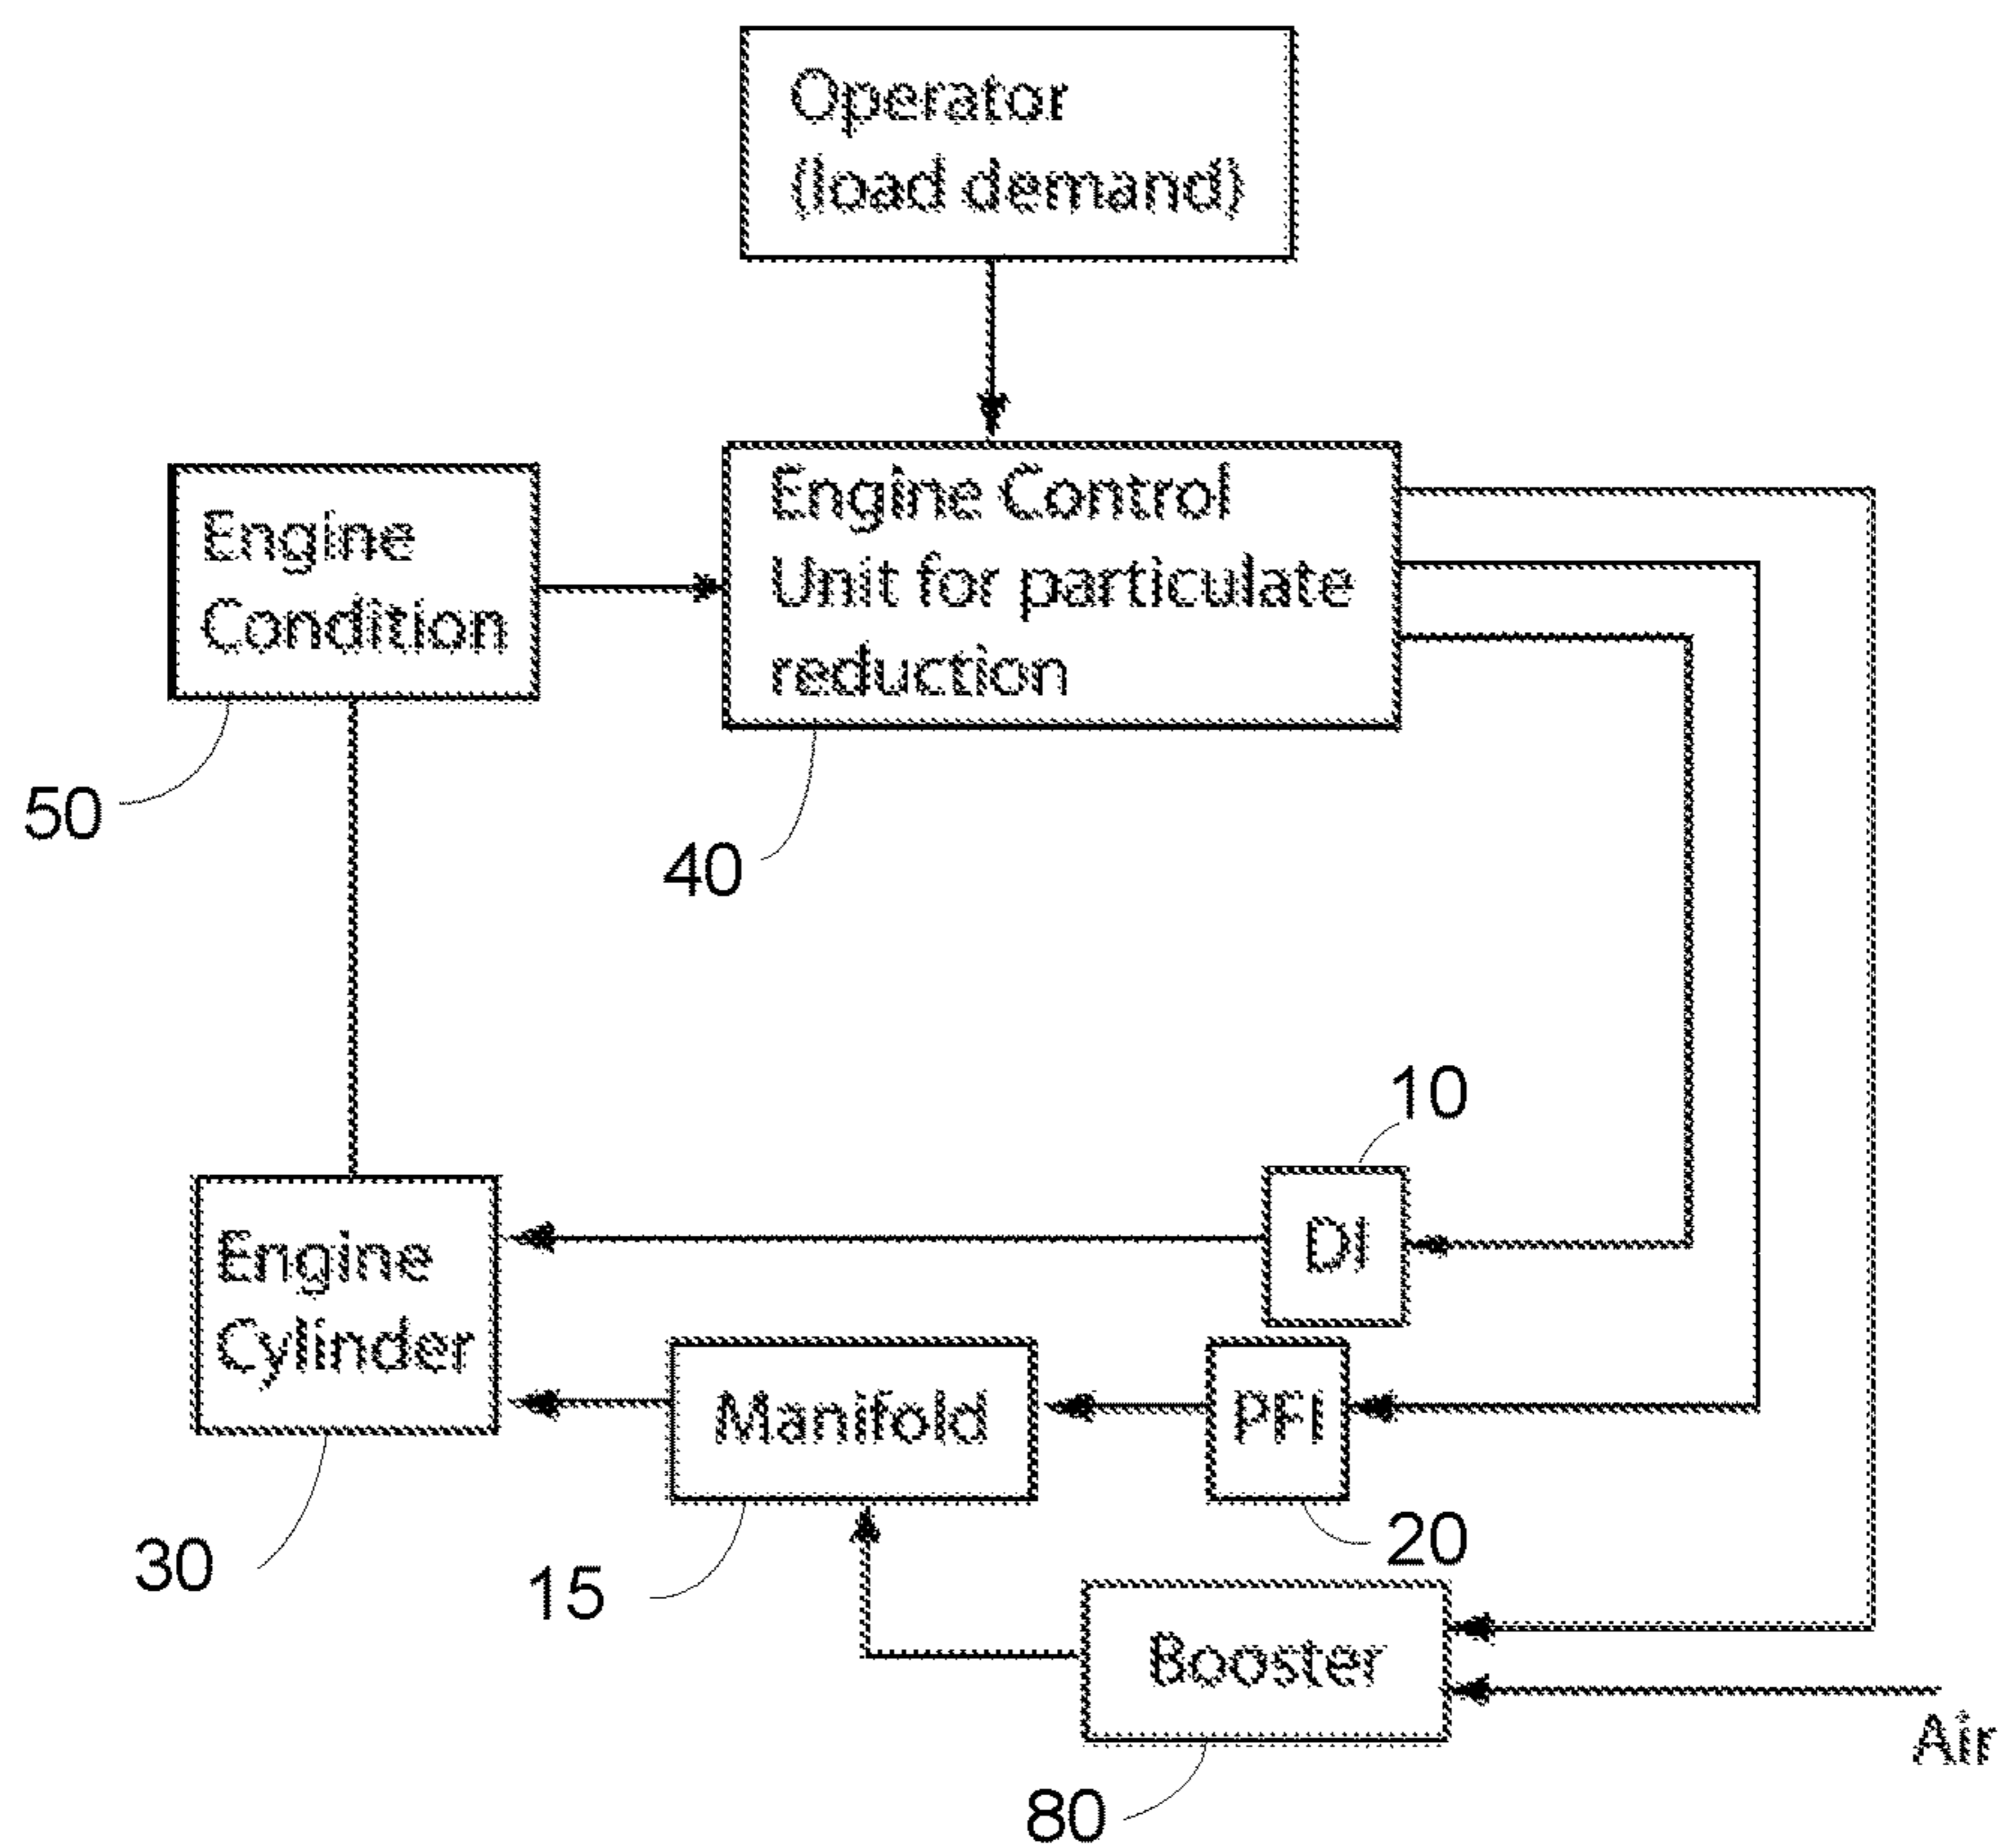 Operator
(load demand)
Engine Control
Unit for particulate
reduction
Engine
Condition
50
40
10
DI
Engine
Cylinder
Manifold
PFI
20
30
15
Booster
Air
80